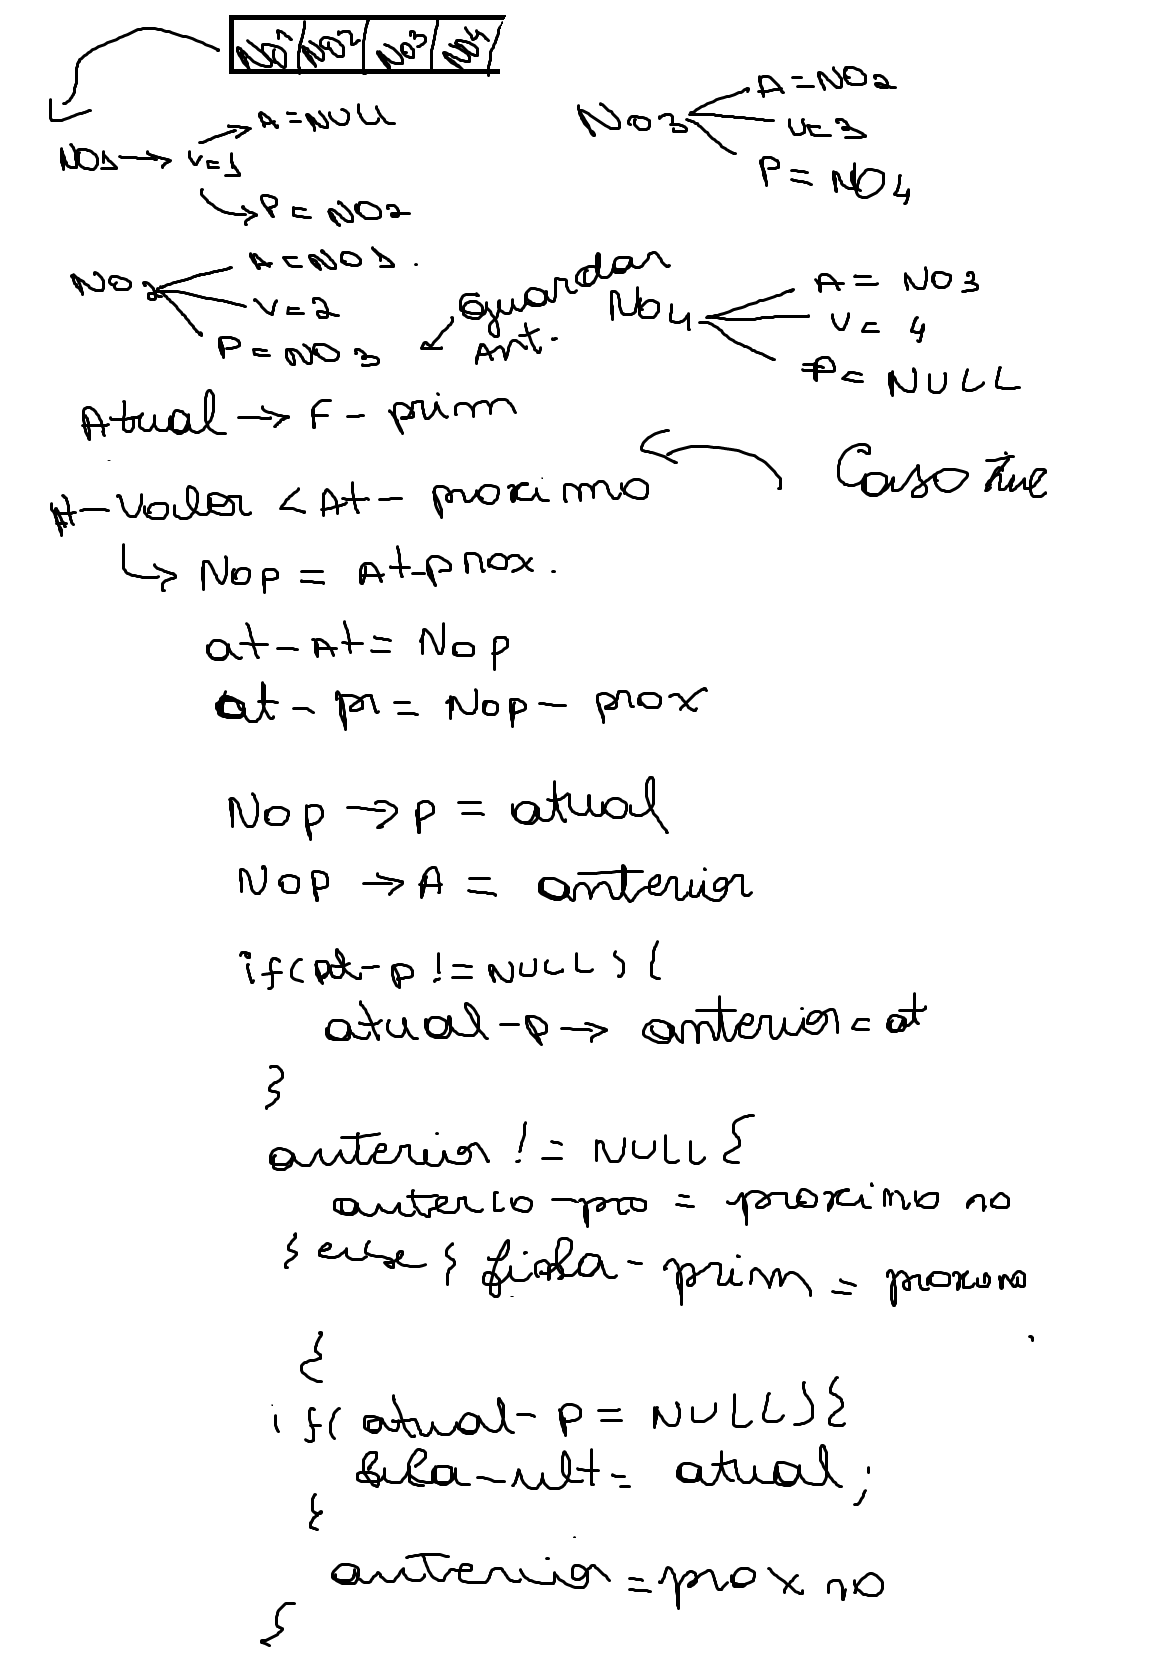 NO1 NO2 NO3 NO4
A=NULL
NO1→ V=1
P=NO2
A=NO1.
NO2
V=2
P=NO3
NO3
A=NO2
V=3
P=NO4
Guardar
Ant.
NO4
A=NO3
V=4
P=NULL
Atual → F-prim
Caso true
At-Valor <At-proximo
↳ Nop = At-prox.
at-At= Nop
at-pr= Nop-prox
Nop → p = atual
Nop → A = anterior
if(at-p != NULL) {
atual-p → anterior=at
}
anterior != NULL {
anterio-pro = proximo no
} else { fila-prim = proximo
{
if( atual-p = NULL) {
fila-ult= atual;
}
anterior=prox no
}